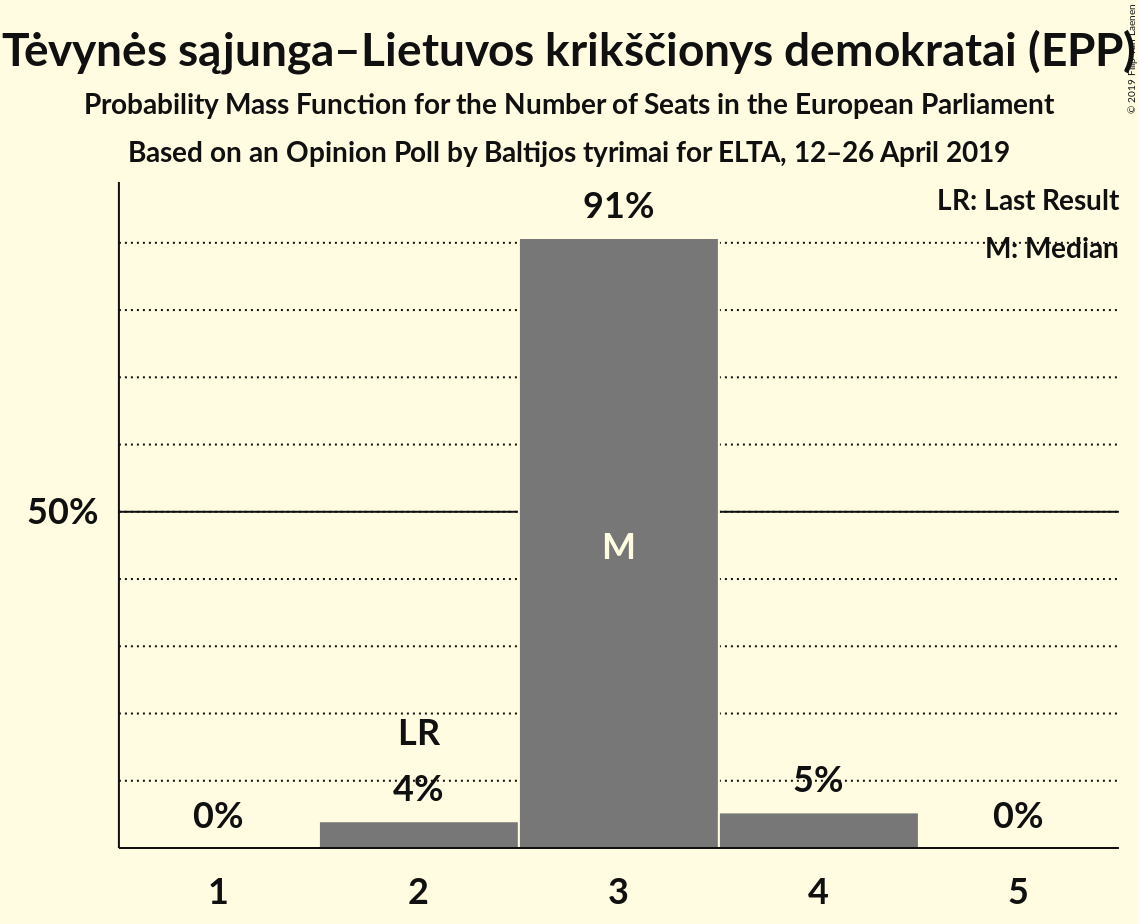 Tėvynės sąjunga–Lietuvos krikščionys demokratai (EPP)
© 2019 Filip van Laenen
Probability Mass Function for the Number of Seats in the European Parliament
Based on an Opinion Poll by Baltijos tyrimai for ELTA, 12–26 April 2019
LR: Last Result
M: Median
91%
50%
M
LR
4%
5%
0%
0%
1
2
3
4
5